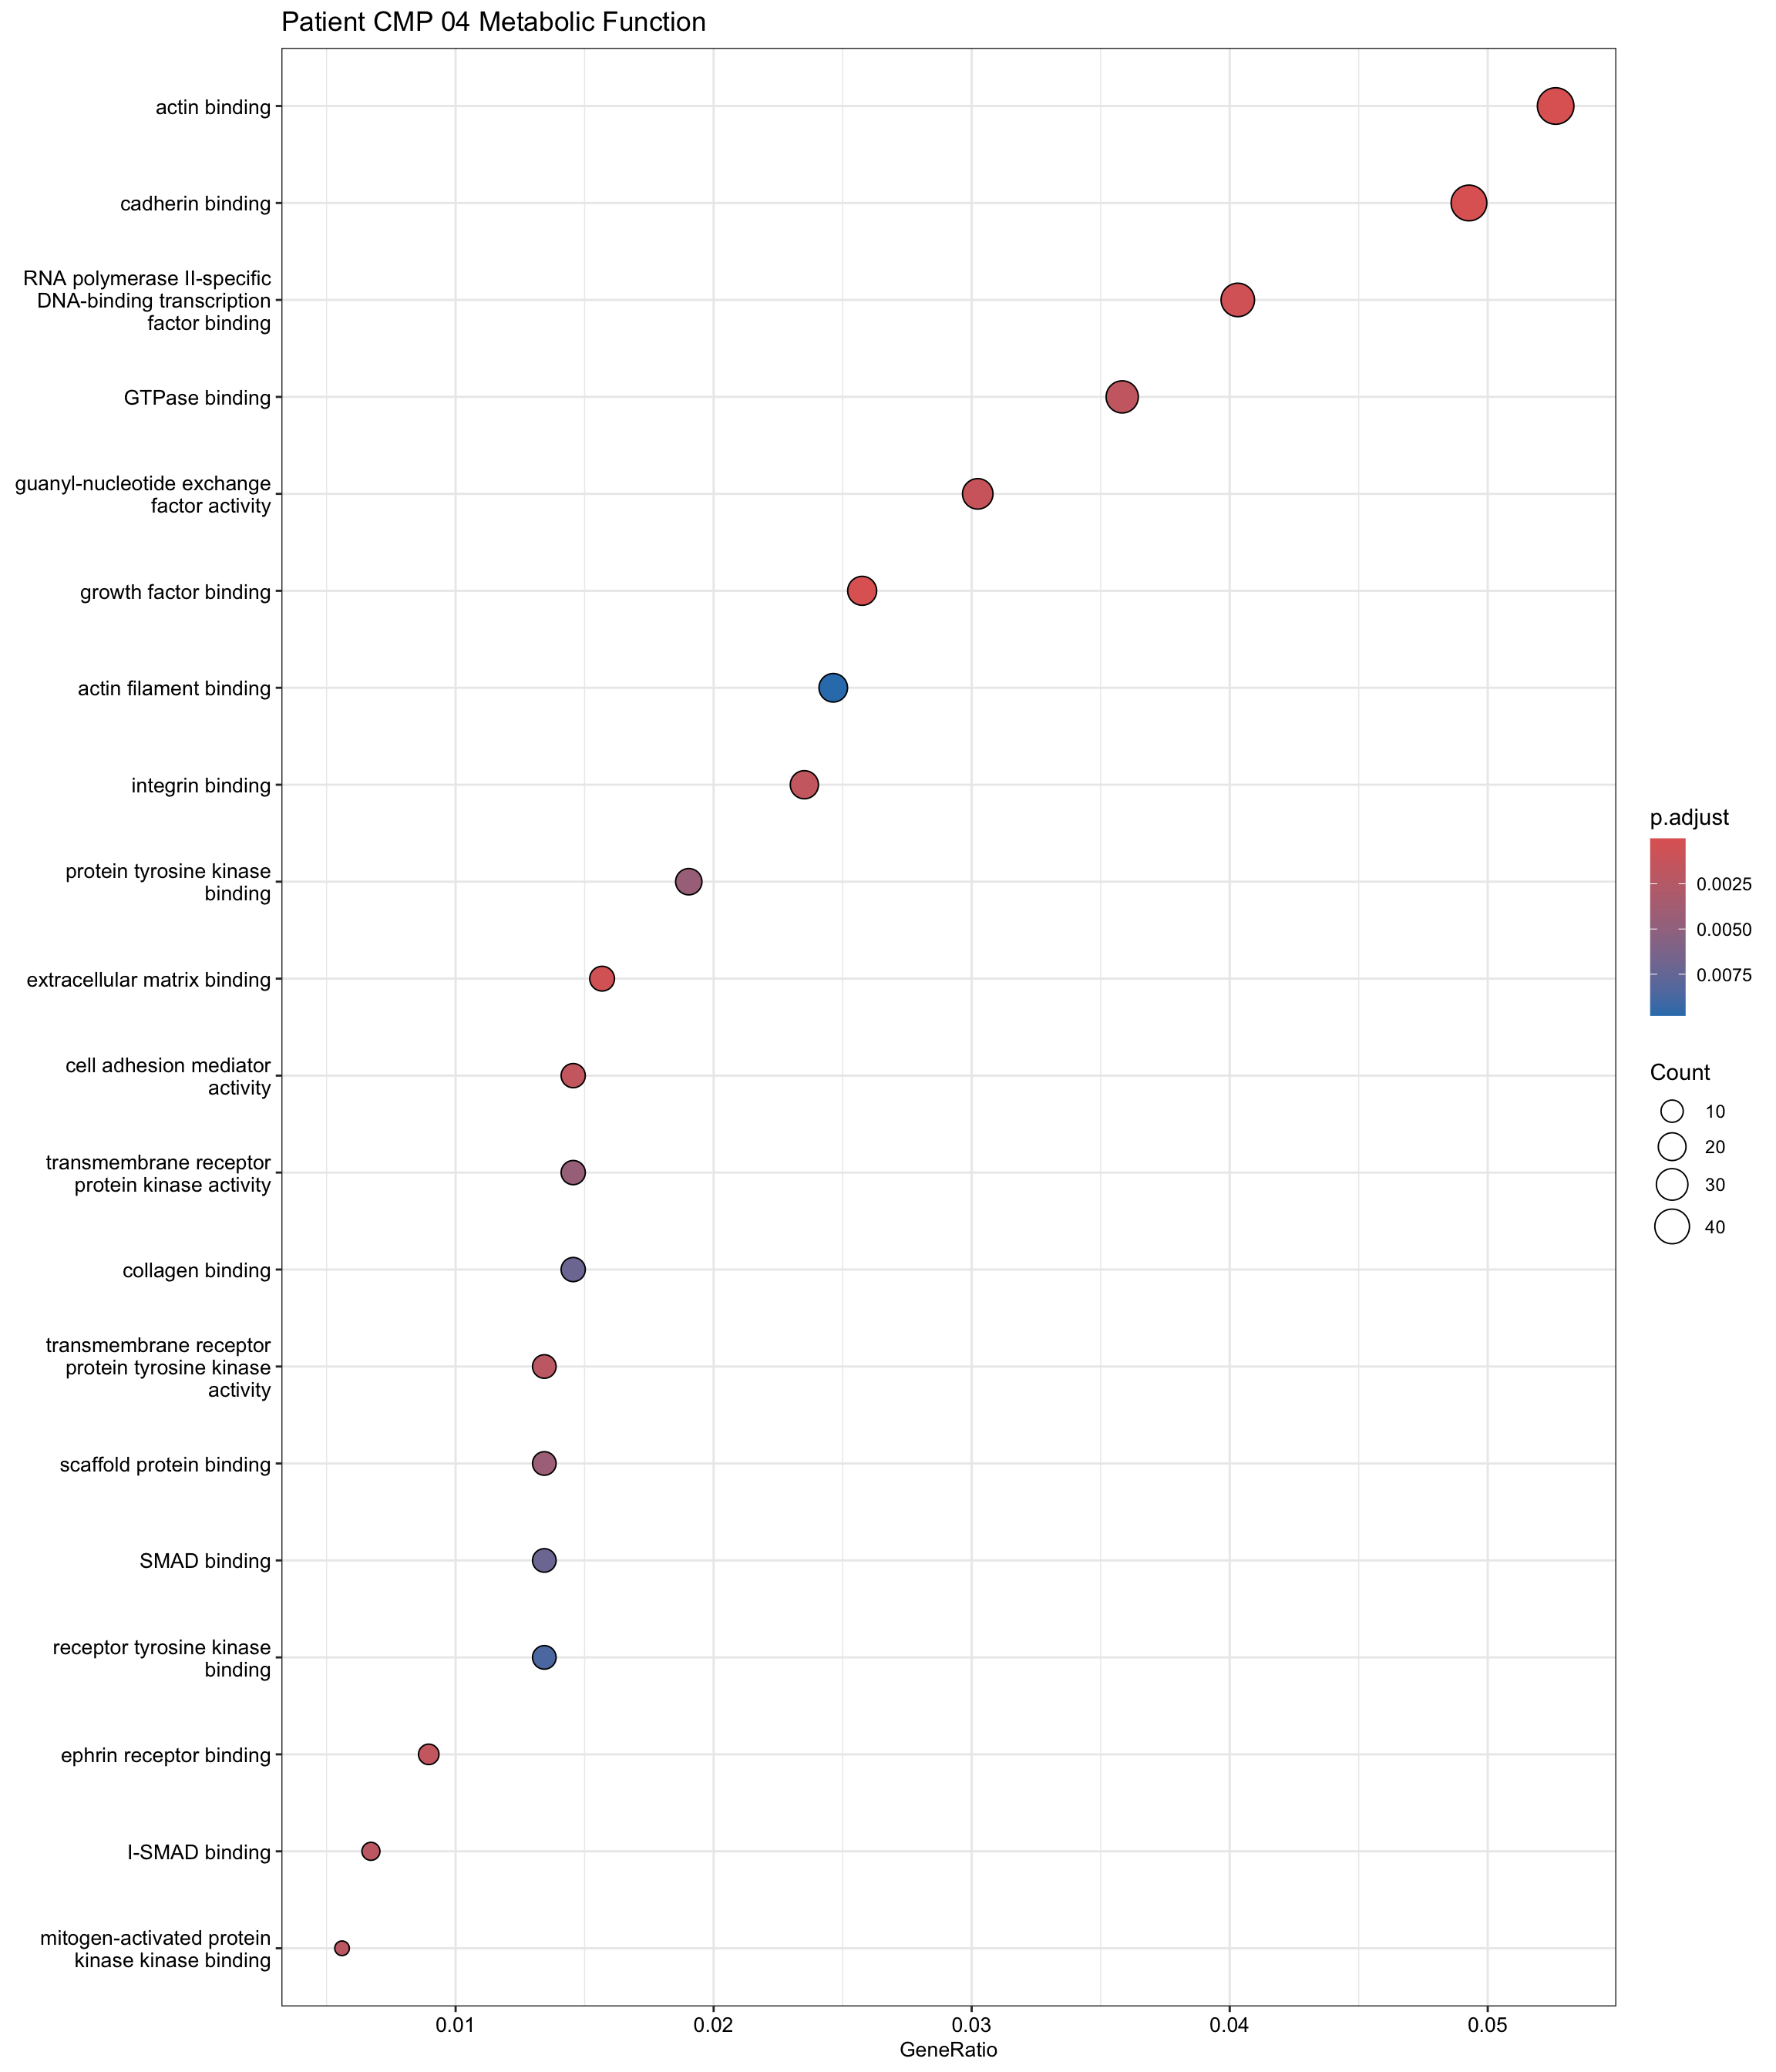 Patient CMP 04 Metabolic Function
actin binding
cadherin binding
RNA polymerase II-specific
DNA-binding transcription
factor binding
GTPase binding
guanyl-nucleotide exchange
factor activity
growth factor binding
actin filament binding
integrin binding
protein tyrosine kinase
binding
extracellular matrix binding
cell adhesion mediator
activity
transmembrane receptor
protein kinase activity
collagen binding
transmembrane receptor
protein tyrosine kinase
activity
scaffold protein binding
SMAD binding
receptor tyrosine kinase
binding
ephrin receptor binding
I-SMAD binding
mitogen-activated protein
kinase kinase binding
0.01 0.02 0.03 0.04 0.05
GeneRatio
p.adjust
0.0025
0.0050
0.0075
Count
10
20
30
40